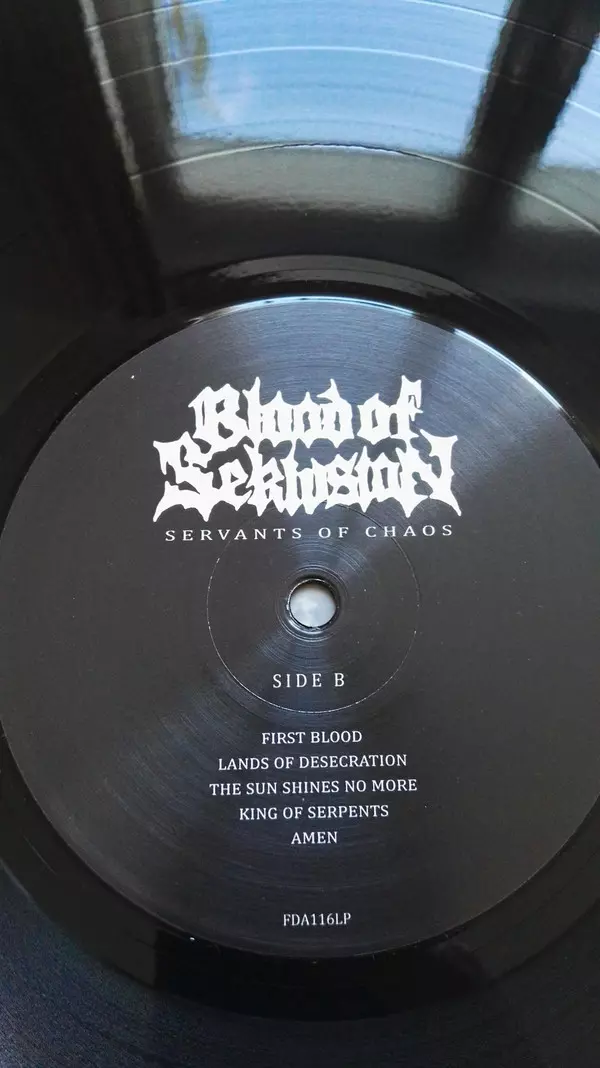 Blood of
Seklusion
SERVANTS OF CHAOS
SIDE B
FIRST BLOOD
LANDS OF DESECRATION
THE SUN SHINES NO MORE
KING OF SERPENTS
AMEN
FDA116LP